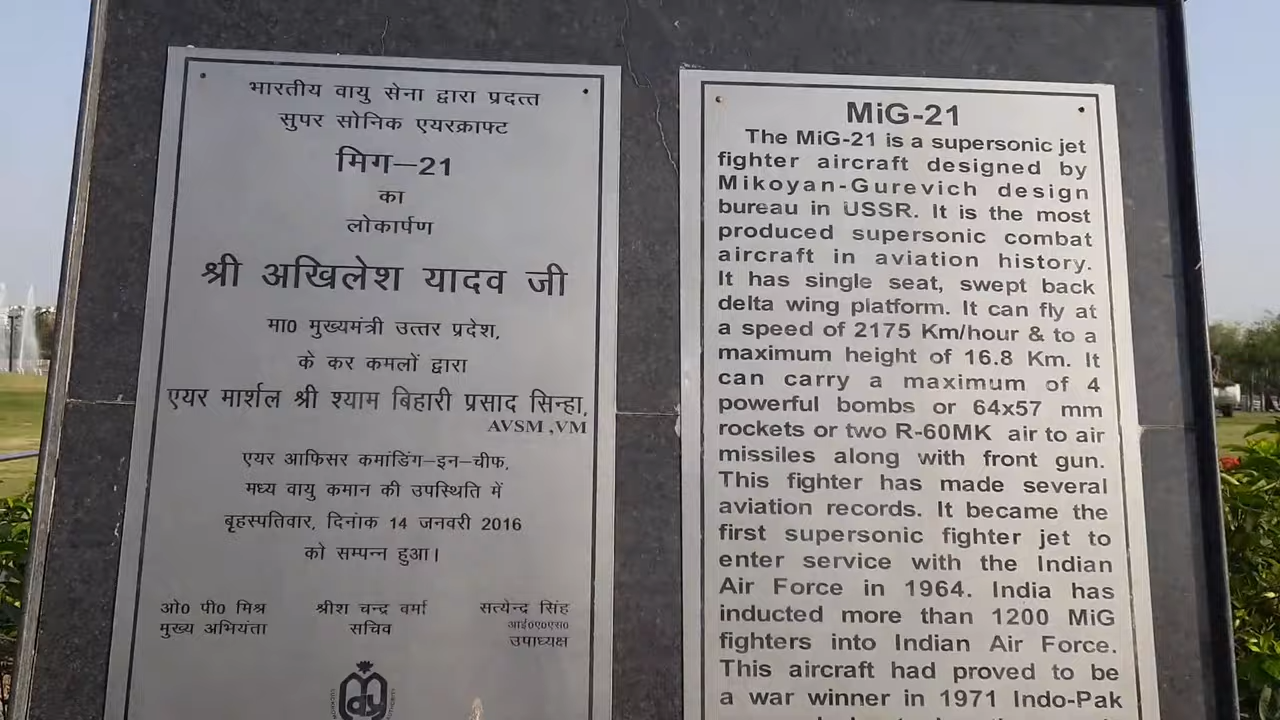 भारतीय वायु सेना द्वारा प्रदत्त
सुपर सोनिक एयरक्राफ्ट
मिग–21
का
लोकार्पण
श्री अखिलेश यादव जी
मा0 मुख्यमंत्री उत्तर प्रदेश,
के कर कमलों द्वारा
एयर मार्शल श्री श्याम बिहारी प्रसाद सिन्हा,
AVSM ,VM
एयर आफिसर कमांडिंग–इन–चीफ,
मध्य वायु कमान की उपस्थिति में
बृहस्पतिवार, दिनांक 14 जनवरी 2016
को सम्पन्न हुआ।
ओ0 पी0 मिश्र
मुख्य अभियंता
श्रीश चन्द्र वर्मा
सचिव
सत्येन्द सिंह
आई0ए0एस0
उपाध्यक्ष
MiG-21
The MiG-21 is a supersonic jet
fighter aircraft designed by
Mikoyan-Gurevich design
bureau in USSR. It is the most
produced supersonic combat
aircraft in aviation history.
It has single seat, swept back
delta wing platform. It can fly at
a speed of 2175 Km/hour & to a
maximum height of 16.8 Km. It
can carry a maximum of 4
powerful bombs or 64x57 mm
rockets or two R-60MK air to air
missiles along with front gun.
This fighter has made several
aviation records. It became the
first supersonic fighter jet to
enter service with the Indian
Air Force in 1964. India has
inducted more than 1200 MiG
fighters into Indian Air Force.
This aircraft had proved to be
a war winner in 1971 Indo-Pak